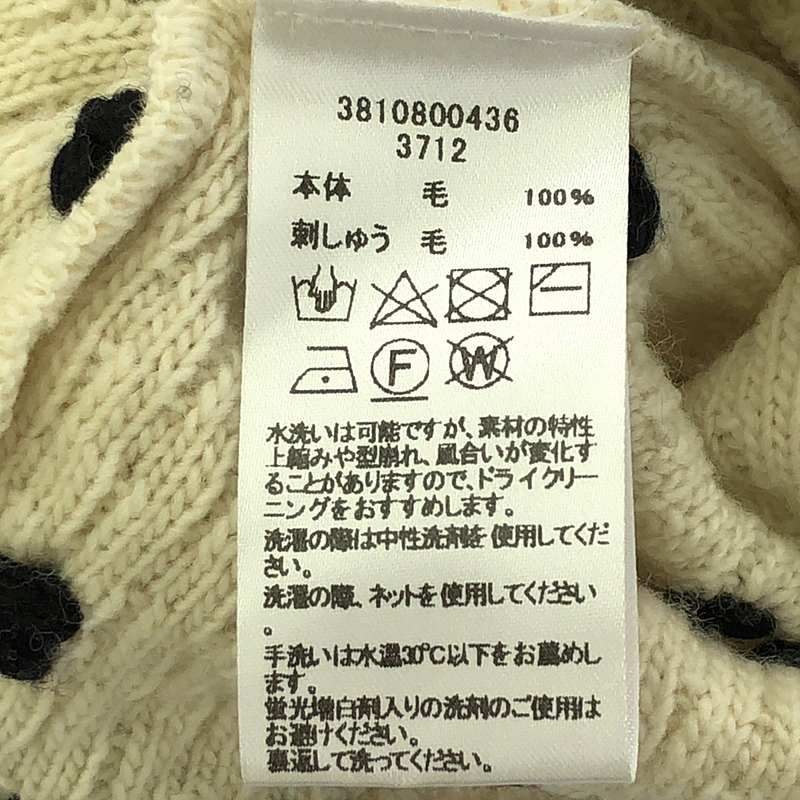 3810800436
3712
本体 毛 100%
刺しゅう 毛 100%
F W
水洗いは可能ですが、素材の特性
上縮みや型崩れ、風合いが変化す
ることがありますので、ドライクリー
ニングをおすすめします。
洗濯の際は中性洗剤を使用してくだ
さい。
洗濯の際、ネットを使用してください
。
手洗いは水温30℃以下をお薦めし
ます。
蛍光増白剤入りの洗剤のご使用は
お避けください。
裏返して洗ってください。